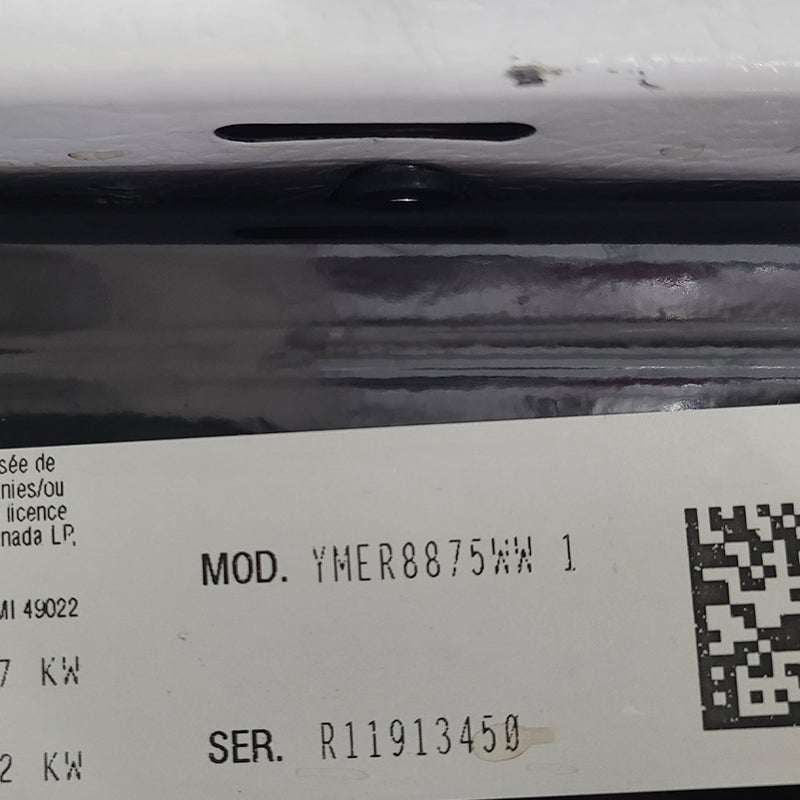 sée de
nies/ou
licence
nada LP,
MI 49022
7 KW
2 KW
MOD. YMER8875WW 1
SER. R11913450